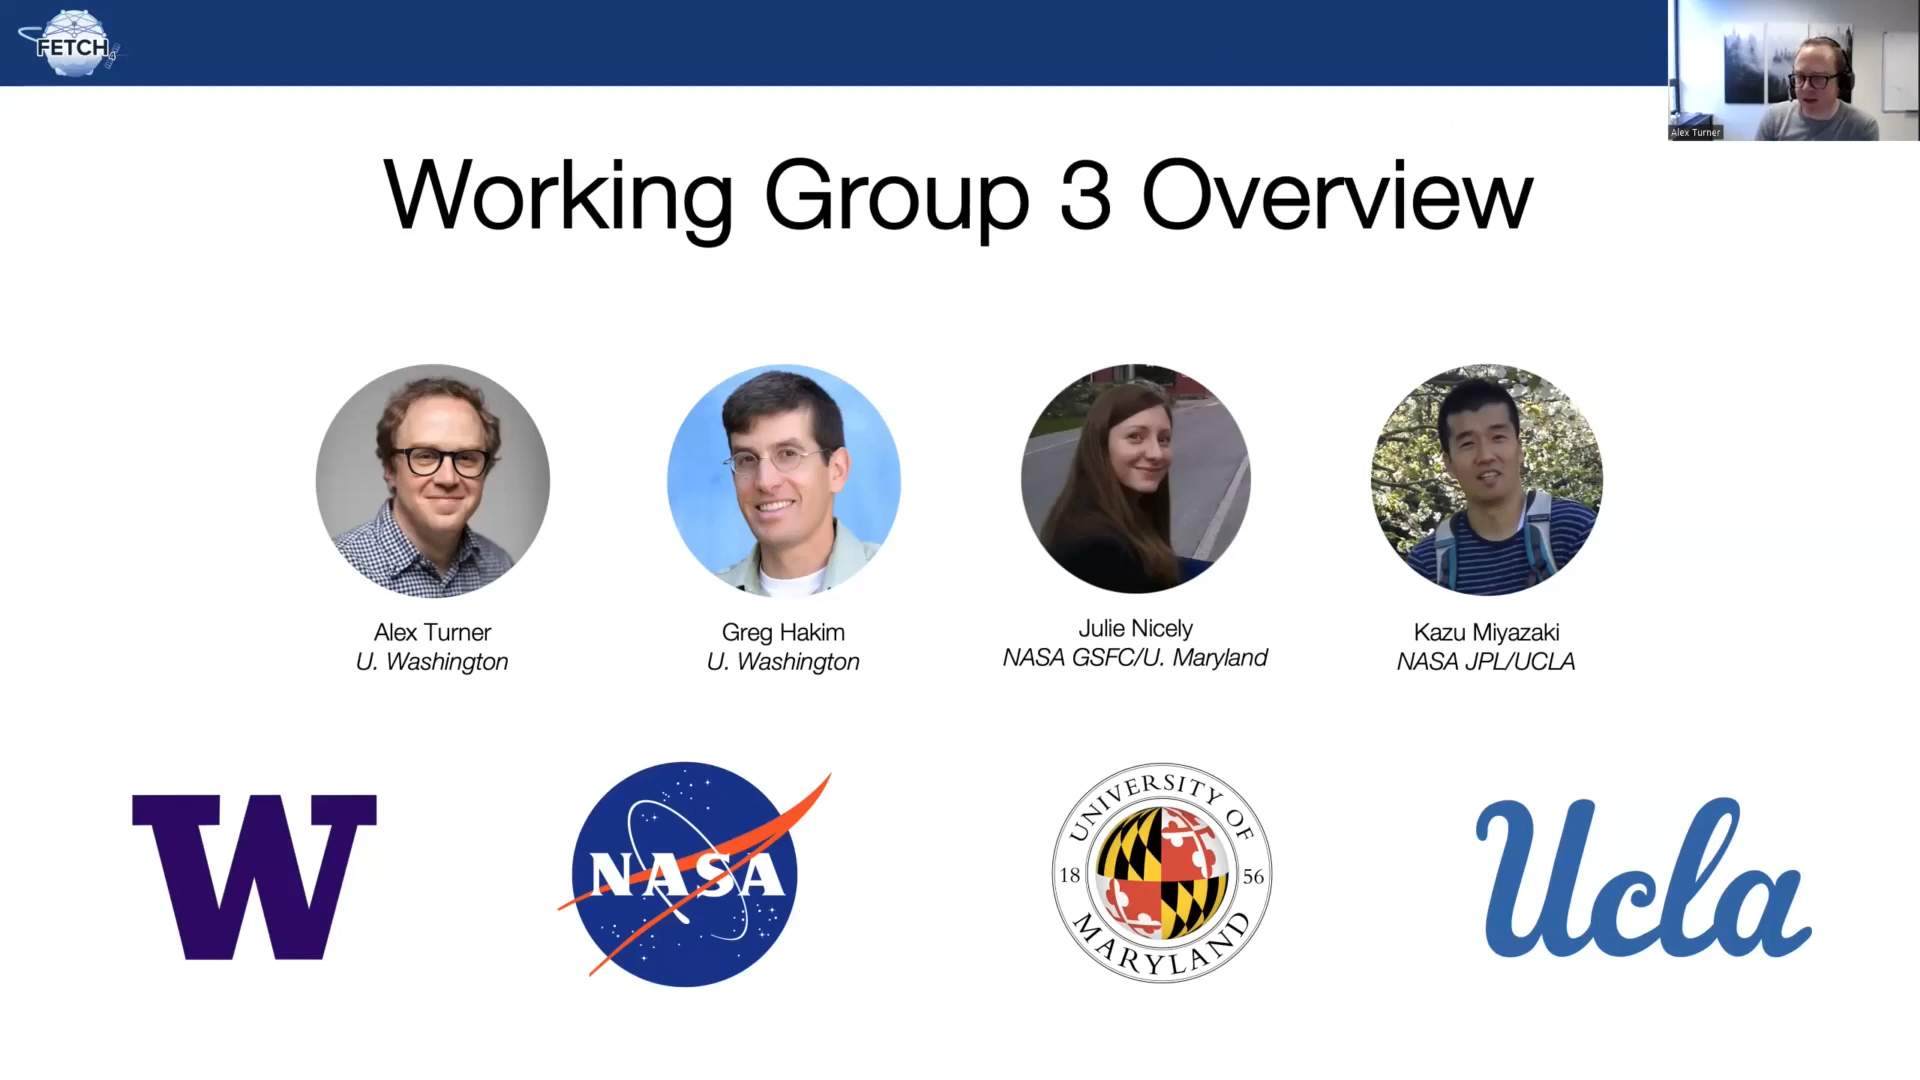 FETCH
4
Alex Turner
Working Group 3 Overview
Alex Turner
U. Washington
Greg Hakim
U. Washington
Julie Nicely
NASA GSFC/U. Maryland
Kazu Miyazaki
NASA JPL/UCLA
W
NASA
UNIVERSITY OF
18 56
MARYLAND
Ucla